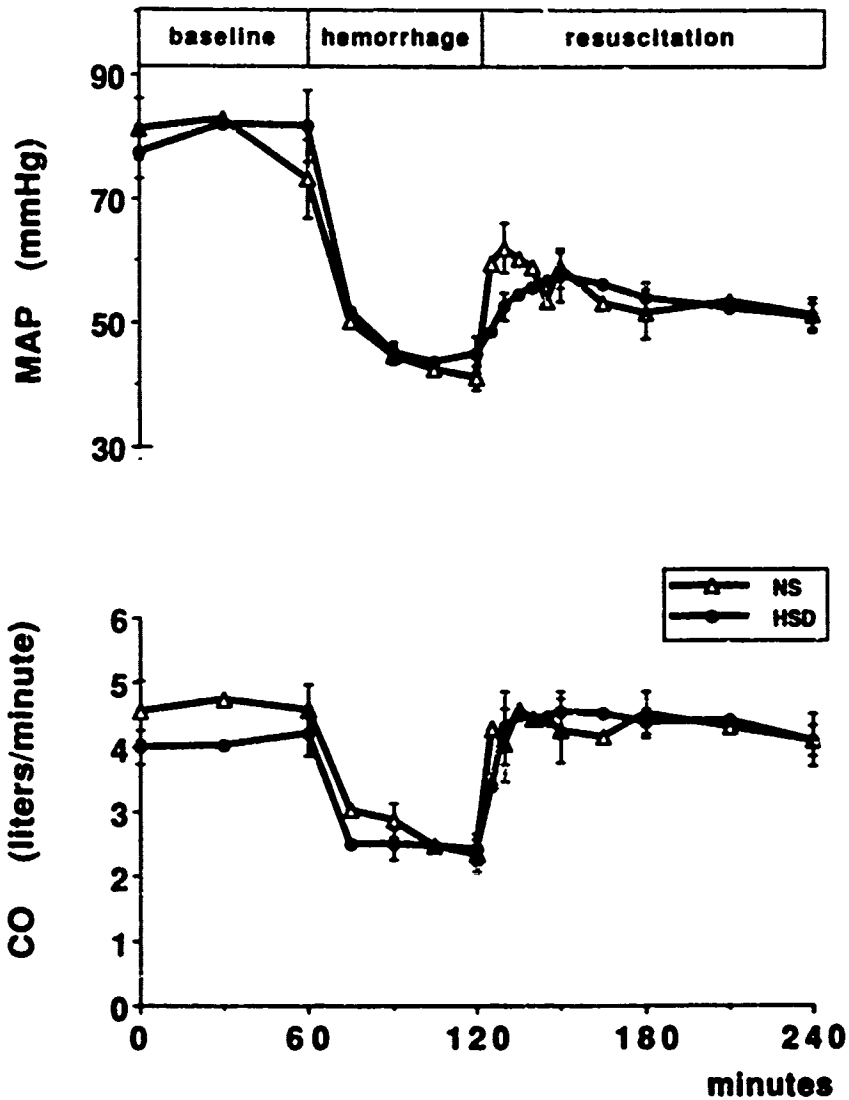 baseline hemorrhage resuscitation
90
70
50
30
MAP (mmHg)
NS
HSD
6
5
4
3
2
1
0
CO (liters/minute)
0 60 120 180 240
minutes